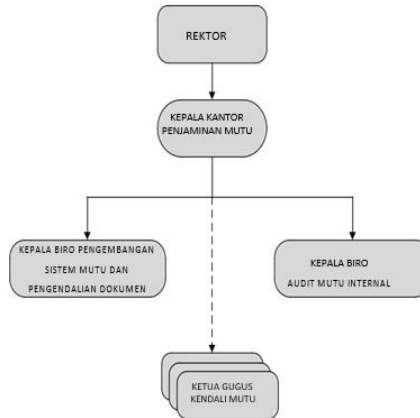 REKTOR
KEPALA KANTOR
PENJAMINAN MUTU
KEPALA BIRO PENGEMBANGAN
SISTEM MUTU DAN
PENGENDALIAN DOKUMEN
KEPALA BIRO
AUDIT MUTU INTERNAL
KETUA GUGUS
KENDALI MUTU